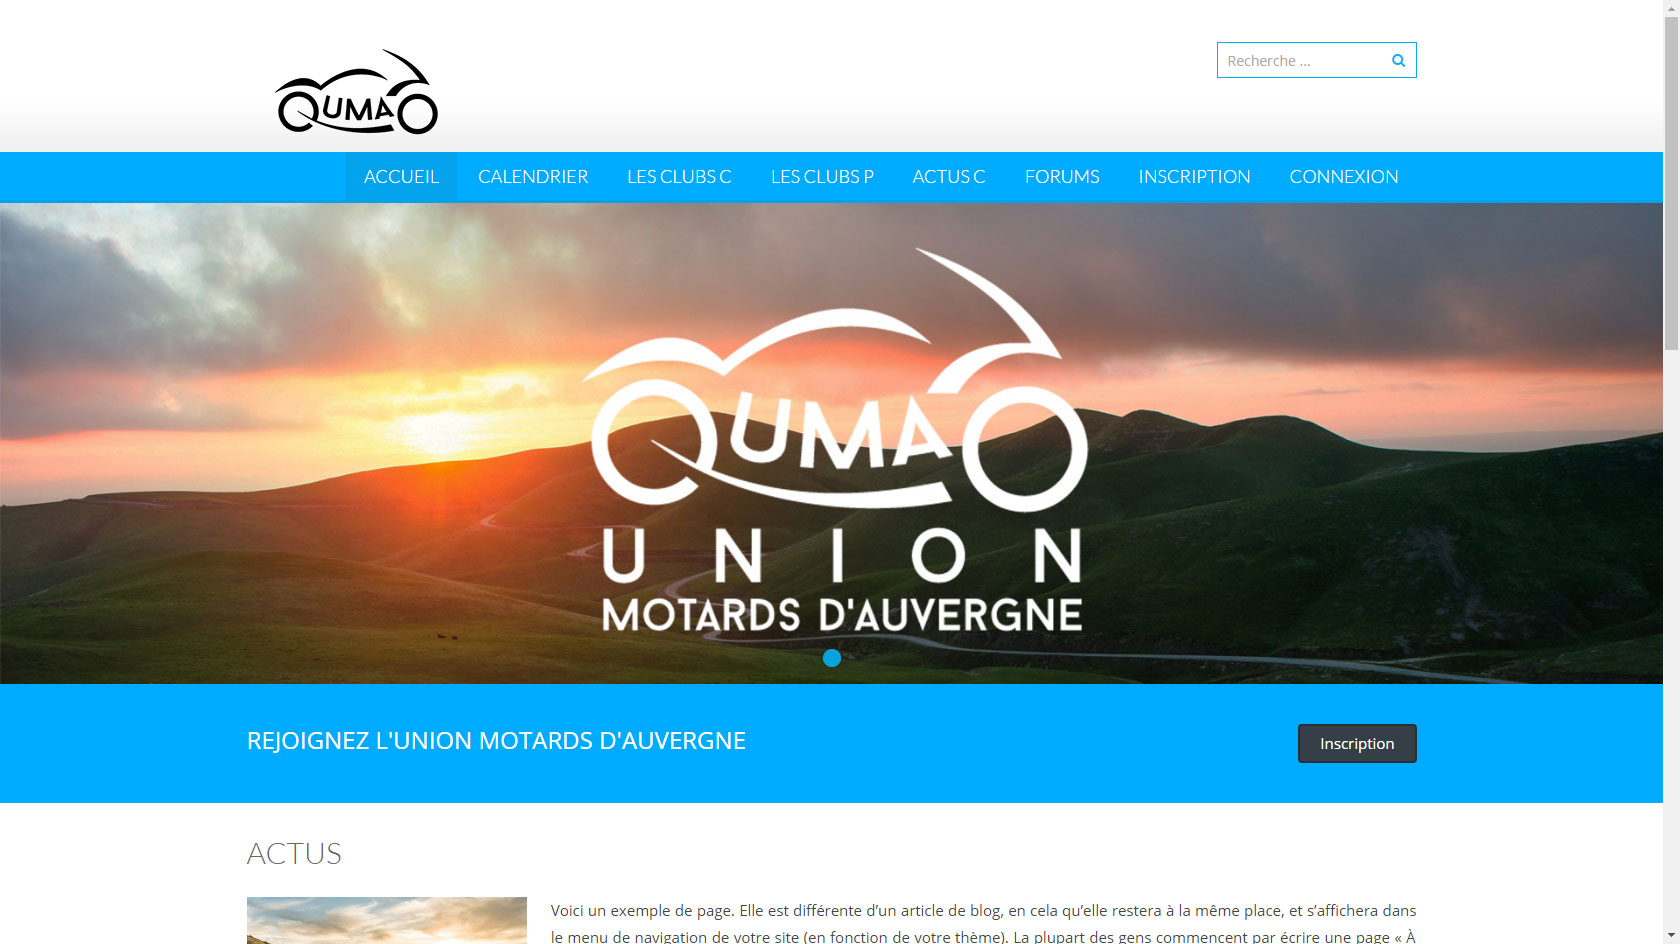 UMA
Recherche ...
ACCUEIL CALENDRIER LES CLUBS C LES CLUBS P ACTUS C FORUMS INSCRIPTION CONNEXION
UMA
UNION
MOTARDS D'AUVERGNE
REJOIGNEZ L'UNION MOTARDS D'AUVERGNE
Inscription
ACTUS
Voici un exemple de page. Elle est différente d’un article de blog, en cela qu’elle restera à la même place, et s’affichera dans
le menu de navigation de votre site (en fonction de votre thème). La plupart des gens commencent par écrire une page « À